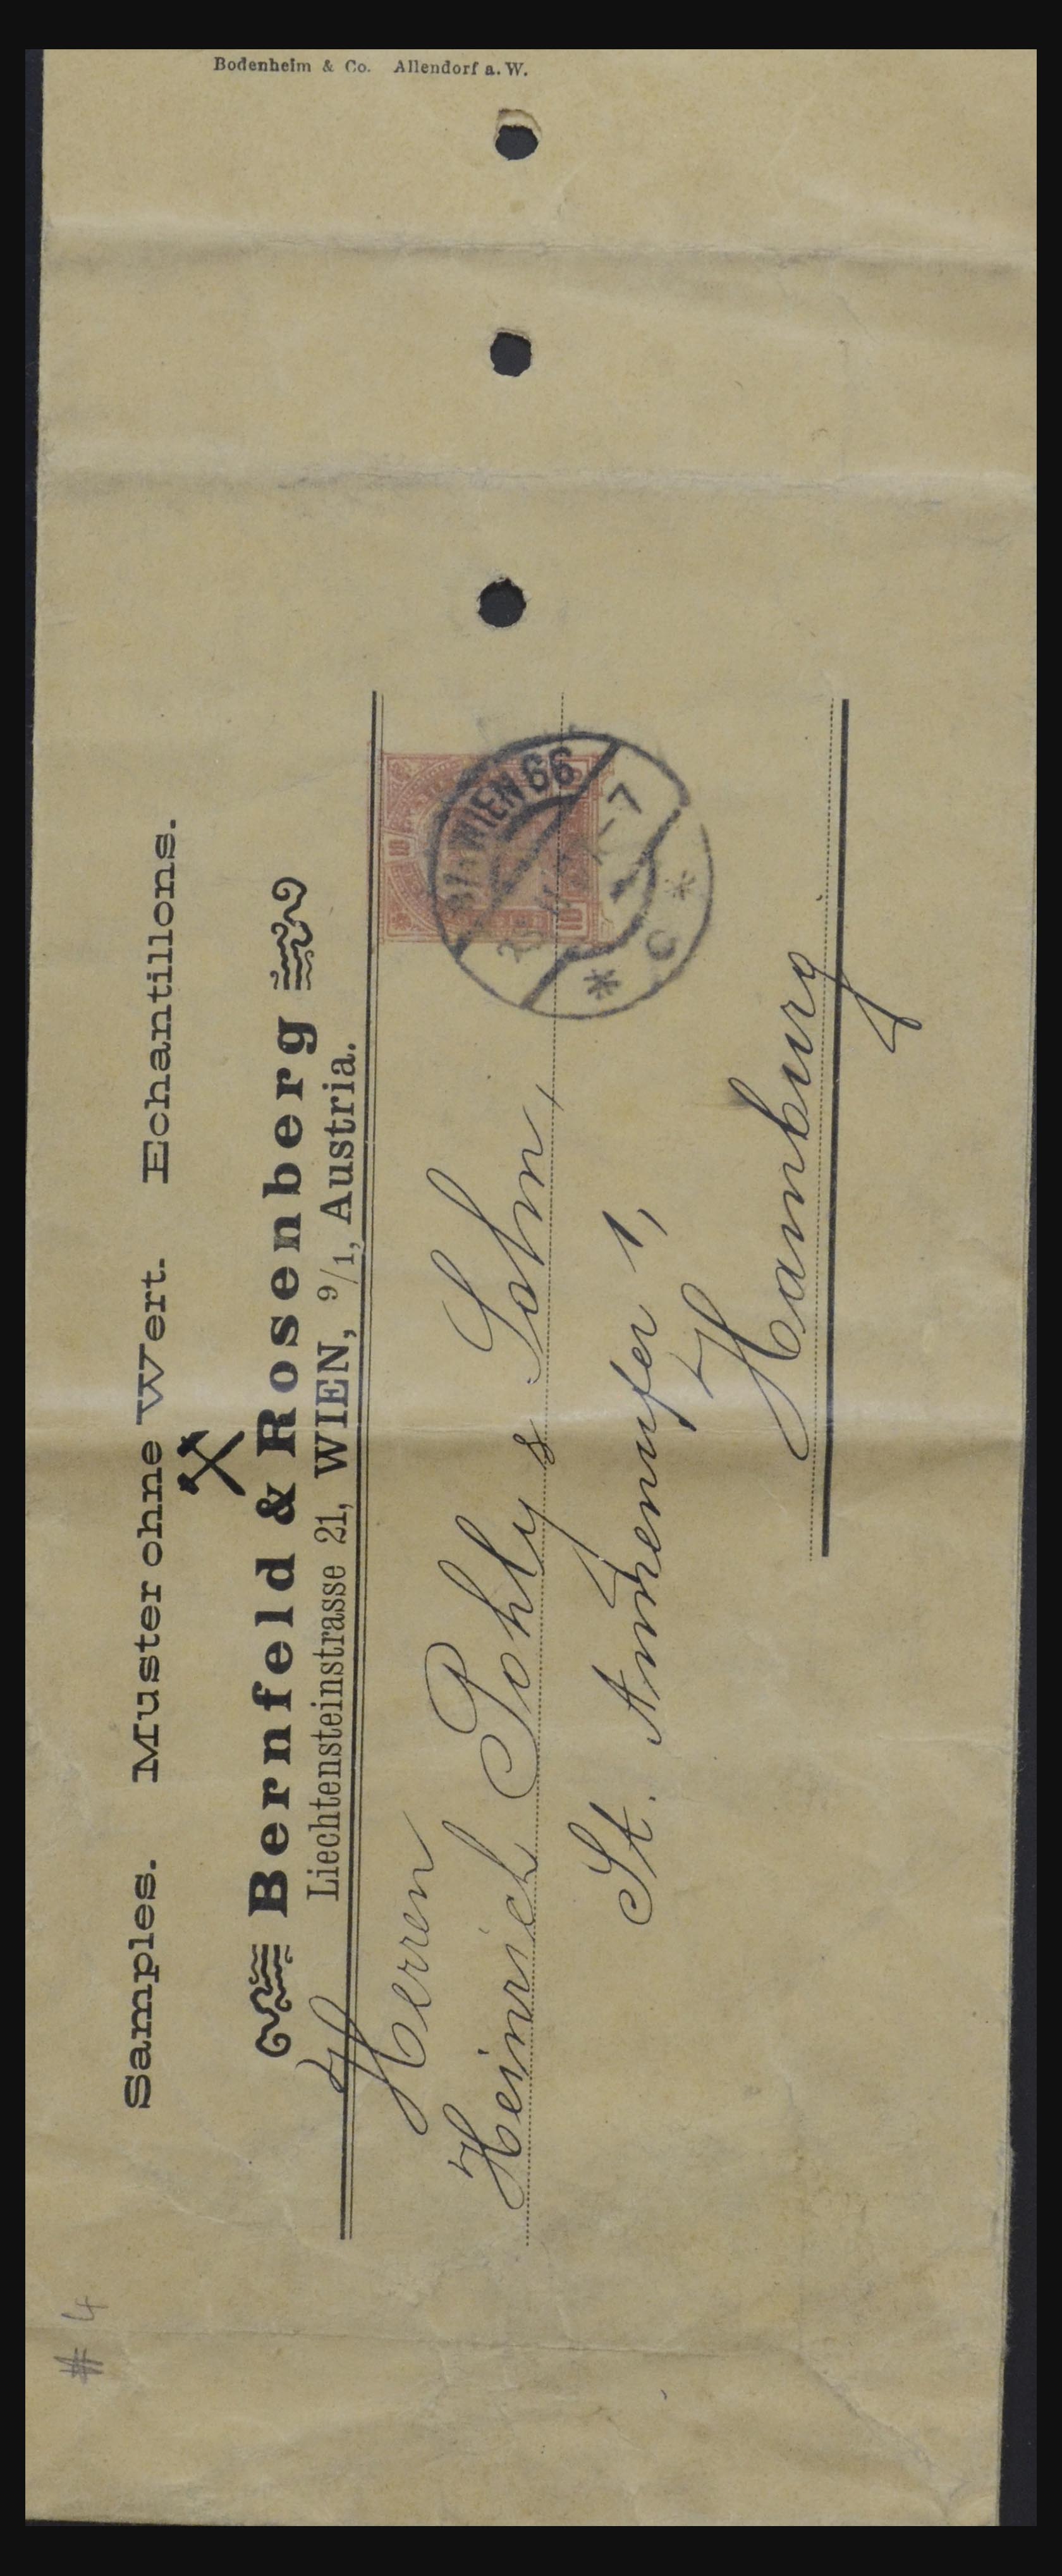 Bodenheim & Co. Allendorf a. W.
Samples. Muster ohne Wert. Echantillons.
Bernfeld & Rosenberg
Liechtensteinstrasse 21, WIEN, 9/1, Austria.
Herren
Heinrich Pohly s Sohn,
St. Annenufer 1,
Hamburg
WIEN 66
10
# 4